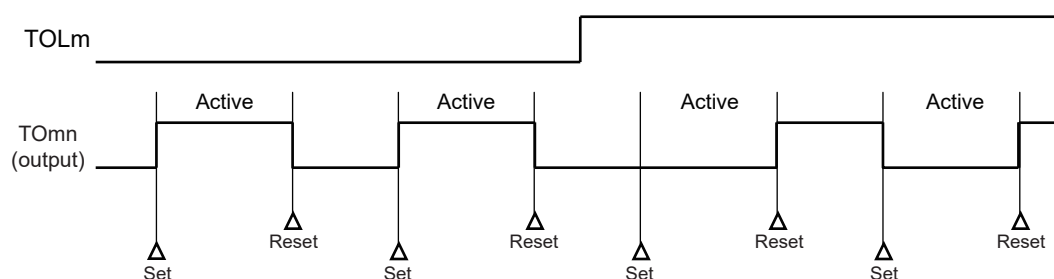 TOLm
Active Active Active Active
TOmn
(output)
Reset Reset Reset Reset
Set Set Set Set